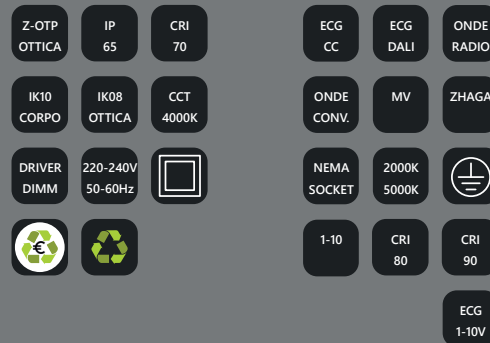 Z-OTP
OTTICA
IP
65
CRI
70
ECG
CC
ECG
DALI
ONDE
RADIO
IK10
CORPO
IK08
OTTICA
CCT
4000K
ONDE
CONV.
MV
ZHAGA
DRIVER
DIMM
220-240V
50-60Hz
NEMA
SOCKET
2000K
5000K
€
1-10
CRI
80
CRI
90
ECG
1-10V